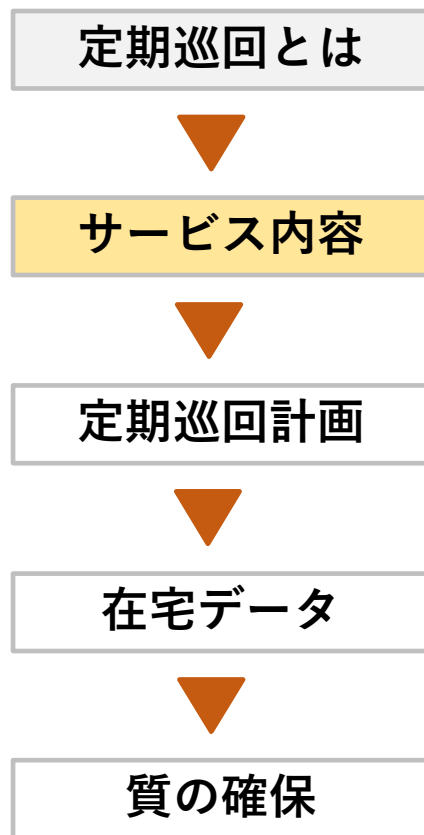 定期巡回とは
サービス内容
定期巡回計画
在宅データ
質の確保